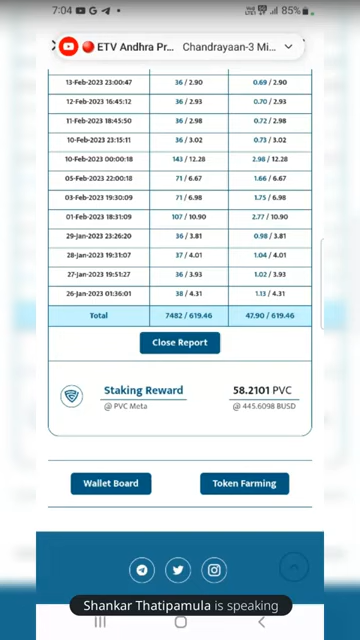 7:04
85%
ETV Andhra Pr... Chandrayaan-3 Mi...
13-Feb-2023 23:00:47 36 / 2.90 0.69 / 2.90
12-Feb-2023 16:45:12 36 / 2.93 0.70 / 2.93
11-Feb-2023 18:45:50 36 / 2.98 0.72 / 2.98
10-Feb-2023 23:15:11 36 / 3.02 0.73 / 3.02
10-Feb-2023 00:00:18 143 / 12.28 2.98 / 12.28
05-Feb-2023 22:00:18 71 / 6.67 1.66 / 6.67
03-Feb-2023 19:30:09 71 / 6.98 1.75 / 6.98
01-Feb-2023 18:31:09 107 / 10.90 2.77 / 10.90
29-Jan-2023 23:26:20 36 / 3.81 0.98 / 3.81
28-Jan-2023 19:31:07 37 / 4.01 1.04 / 4.01
27-Jan-2023 19:51:27 36 / 3.93 1.02 / 3.93
26-Jan-2023 01:36:01 38 / 4.31 1.13 / 4.31
Total 7482 / 619.46 47.90 / 619.46
Close Report
Staking Reward 58.2101 PVC
@ PVC Meta @ 445.6098 BUSD
Wallet Board Token Farming
Shankar Thatipamula is speaking